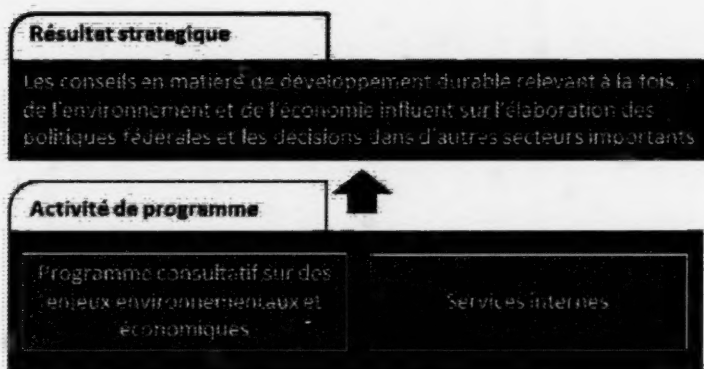 Résultat strategique
Les conseils en matière de développement durable relevant à la fois
de l'environnement et de l'économie influent sur l'élaboration des
politiques fédérales et les décisions dans d'autres secteurs importants
Activité de programme
Programme consultatif sur des
enjeux environnementaux et
économiques
Services internes